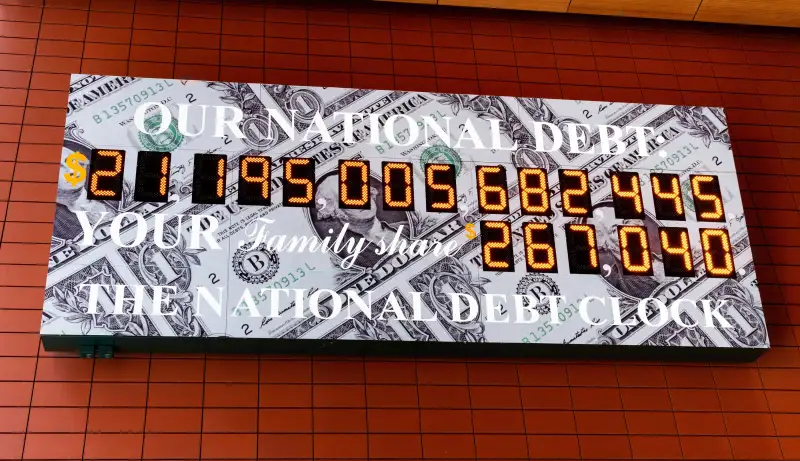 OUR NATIONAL DEBT:
$21,195,005,682,445
YOUR Family share $267,040
THE NATIONAL DEBT CLOCK